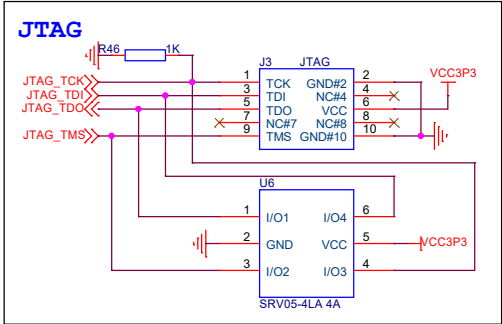 JTAG
R46 1K
J3 JTAG
JTAG_TCK 1 TCK GND#2 2 VCC3P3
JTAG_TDI 3 TDI NC#4 4
JTAG_TDO 5 TDO VCC 6
7 NC#7 NC#8 8
JTAG_TMS 9 TMS GND#10 10
U6
1 I/O1 I/O4 6
2 GND VCC 5 VCC3P3
3 I/O2 I/O3 4
SRV05-4LA 4A